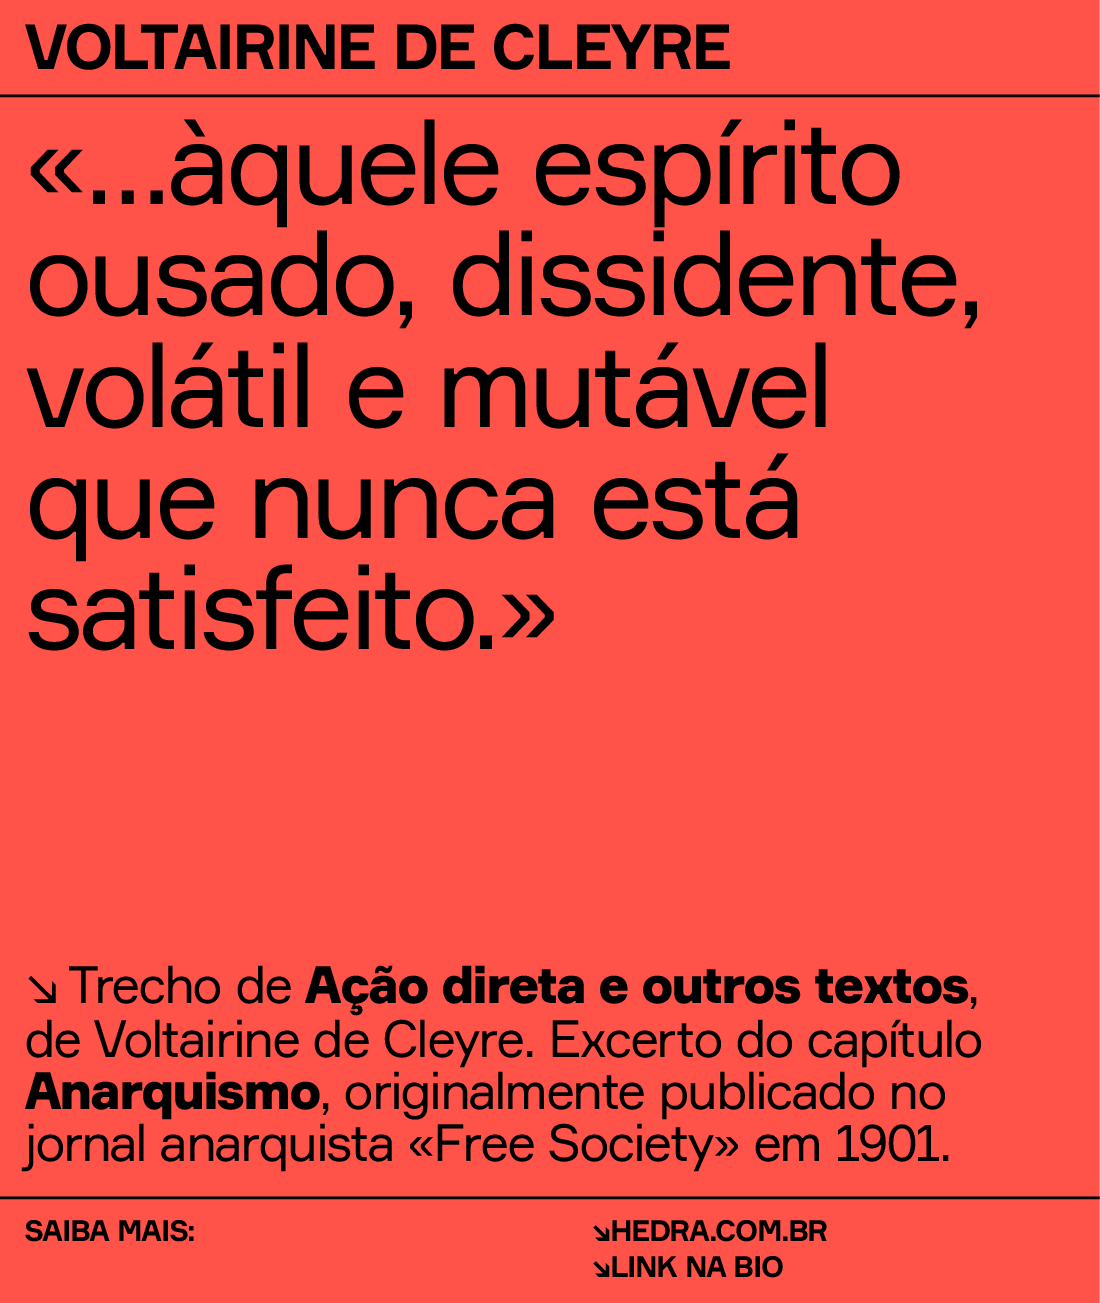 VOLTAIRINE DE CLEYRE
«...àquele espírito
ousado, dissidente,
volátil e mutável
que nunca está
satisfeito.»
↘ Trecho de Ação direta e outros textos,
de Voltairine de Cleyre. Excerto do capítulo
Anarquismo, originalmente publicado no
jornal anarquista «Free Society» em 1901.
SAIBA MAIS:
↘HEDRA.COM.BR
↘LINK NA BIO